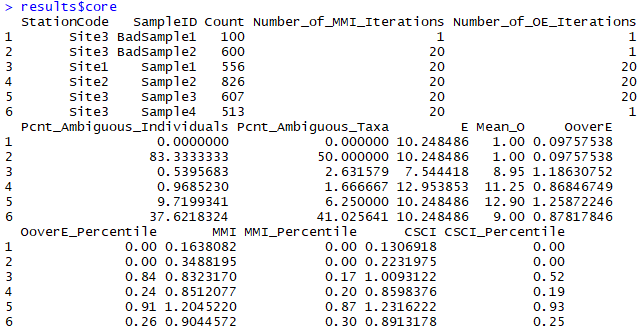 > results$core
  StationCode   SampleID Count Number_of_MMI_Iterations Number_of_OE_Iterations
1       Site3 BadSample1   100                        1                       1
2       Site3 BadSample2   600                       20                       1
3       Site1    Sample1   556                       20                      20
4       Site2    Sample2   826                       20                      20
5       Site3    Sample3   607                       20                      20
6       Site3    Sample4   513                       20                       1
  Pcnt_Ambiguous_Individuals Pcnt_Ambiguous_Taxa         E Mean_O     OoverE
1                  0.0000000            0.000000 10.248486   1.00 0.09757538
2                 83.3333333           50.000000 10.248486   1.00 0.09757538
3                  0.5395683            2.631579  7.544418   8.95 1.18630752
4                  0.9685230            1.666667 12.953853  11.25 0.86846749
5                  9.7199341            6.250000 10.248486  12.90 1.25872246
6                 37.6218324           41.025641 10.248486   9.00 0.87817846
  OoverE_Percentile       MMI MMI_Percentile      CSCI CSCI_Percentile
1              0.00 0.1638082           0.00 0.1306918            0.00
2              0.00 0.3488195           0.00 0.2231975            0.00
3              0.84 0.8323170           0.17 1.0093122            0.52
4              0.24 0.8512077           0.20 0.8598376            0.19
5              0.91 1.2045220           0.87 1.2316222            0.93
6              0.26 0.9044572           0.30 0.8913178            0.25